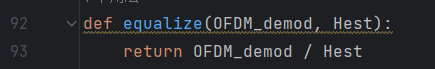 92 def equalize(OFDM_demod, Hest):
93 return OFDM_demod / Hest